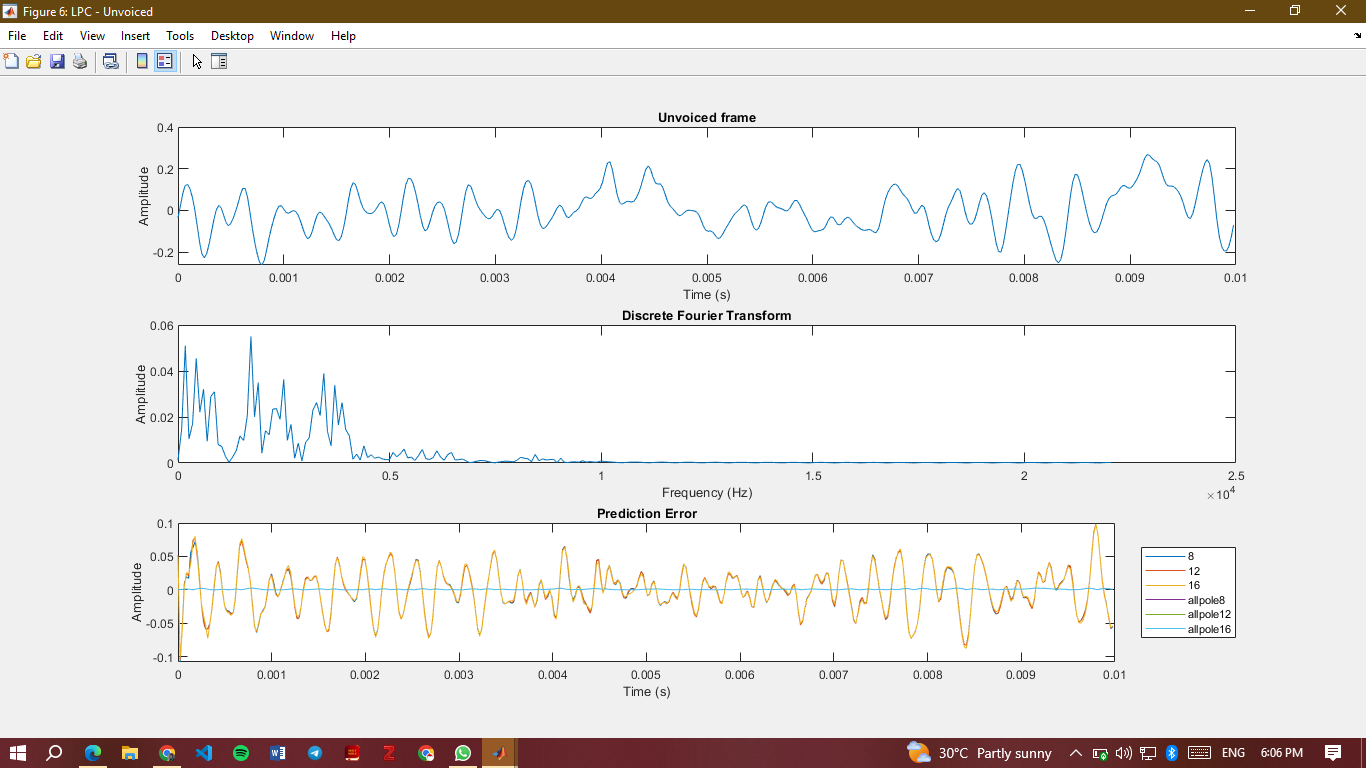 Figure 6: LPC - Unvoiced
File Edit View Insert Tools Desktop Window Help
Unvoiced frame
0.4
0.2
0
-0.2
Amplitude
0 0.001 0.002 0.003 0.004 0.005 0.006 0.007 0.008 0.009 0.01
Time (s)
Discrete Fourier Transform
0.06
0.04
0.02
0
Amplitude
0 0.5 1 1.5 2 2.5
×10^4
Frequency (Hz)
Prediction Error
0.1
0.05
0
-0.05
-0.1
Amplitude
0 0.001 0.002 0.003 0.004 0.005 0.006 0.007 0.008 0.009 0.01
Time (s)
8
12
16
allpole8
allpole12
allpole16
30°C Partly sunny
ENG
6:06 PM